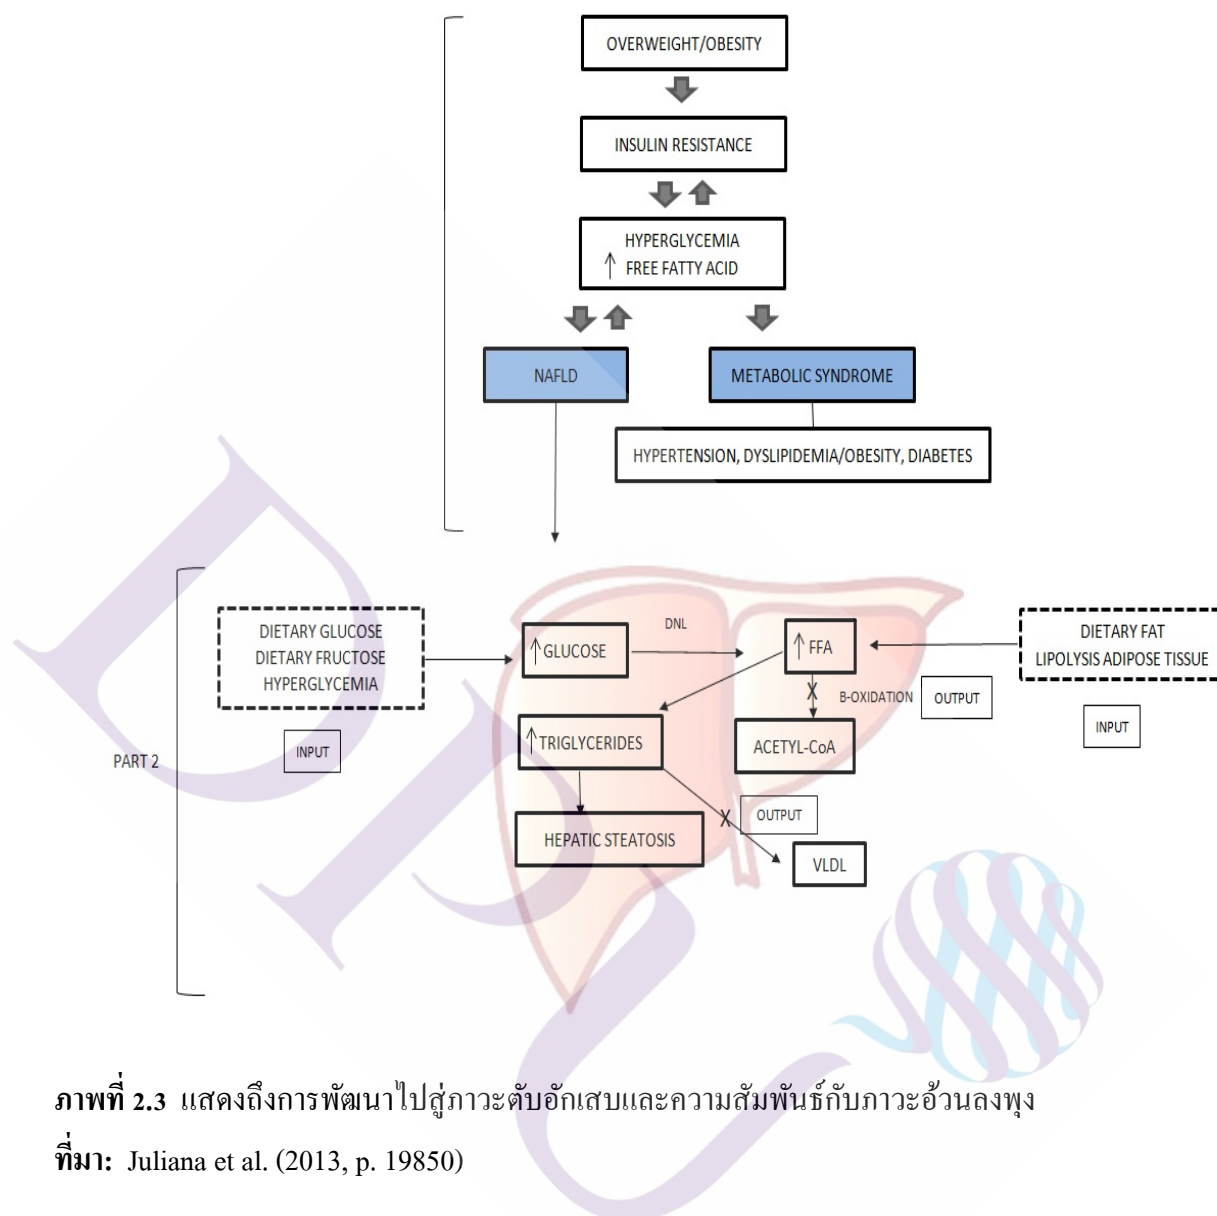 OVERWEIGHT/OBESITY
INSULIN RESISTANCE
HYPERGLYCEMIA
↑ FREE FATTY ACID
NAFLD
METABOLIC SYNDROME
HYPERTENSION, DYSLIPIDEMIA/OBESITY, DIABETES
PART 2
DIETARY GLUCOSE
DIETARY FRUCTOSE
HYPERGLYCEMIA
INPUT
↑ GLUCOSE
DNL
↑ FFA
DIETARY FAT
LIPOLYSIS ADIPOSE TISSUE
INPUT
X
B-OXIDATION
OUTPUT
↑ TRIGLYCERIDES
ACETYL-CoA
X
OUTPUT
HEPATIC STEATOSIS
VLDL
DPU
ภาพที่ 2.3 แสดงถึงการพัฒนาไปสู่ภาวะตับอักเสบและความสัมพันธ์กับภาวะอ้วนลงพุง
ที่มา: Juliana et al. (2013, p. 19850)